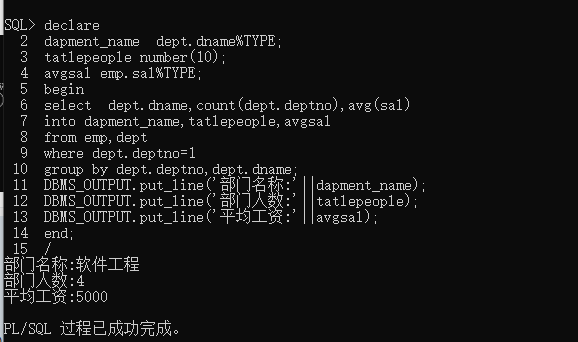 SQL> declare
2 dapment_name dept.dname%TYPE;
3 tatlepeople number(10);
4 avgsal emp.sal%TYPE;
5 begin
6 select dept.dname,count(dept.deptno),avg(sal)
7 into dapment_name,tatlepeople,avgsal
8 from emp,dept
9 where dept.deptno=1
10 group by dept.deptno,dept.dname;
11 DBMS_OUTPUT.put_line('部门名称:'||dapment_name);
12 DBMS_OUTPUT.put_line('部门人数:'||tatlepeople);
13 DBMS_OUTPUT.put_line('平均工资:'||avgsal);
14 end;
15 /
部门名称:软件工程
部门人数:4
平均工资:5000
PL/SQL 过程已成功完成。